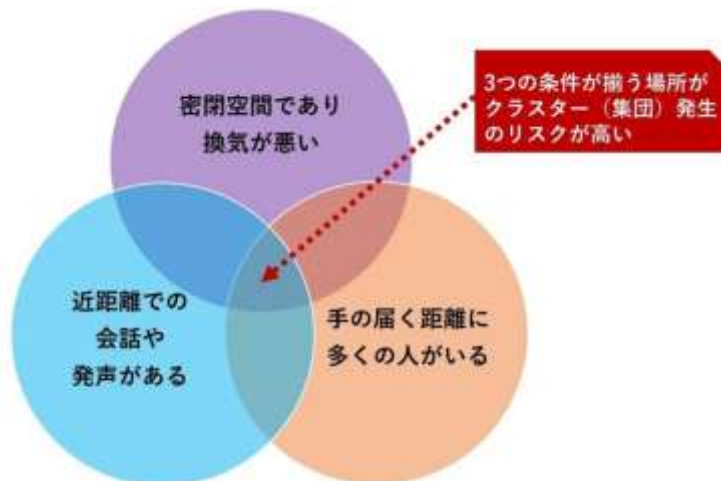 密閉空間であり
換気が悪い
3つの条件が揃う場所が
クラスター（集団）発生
のリスクが高い
近距離での
会話や
発声がある
手の届く距離に
多くの人がいる